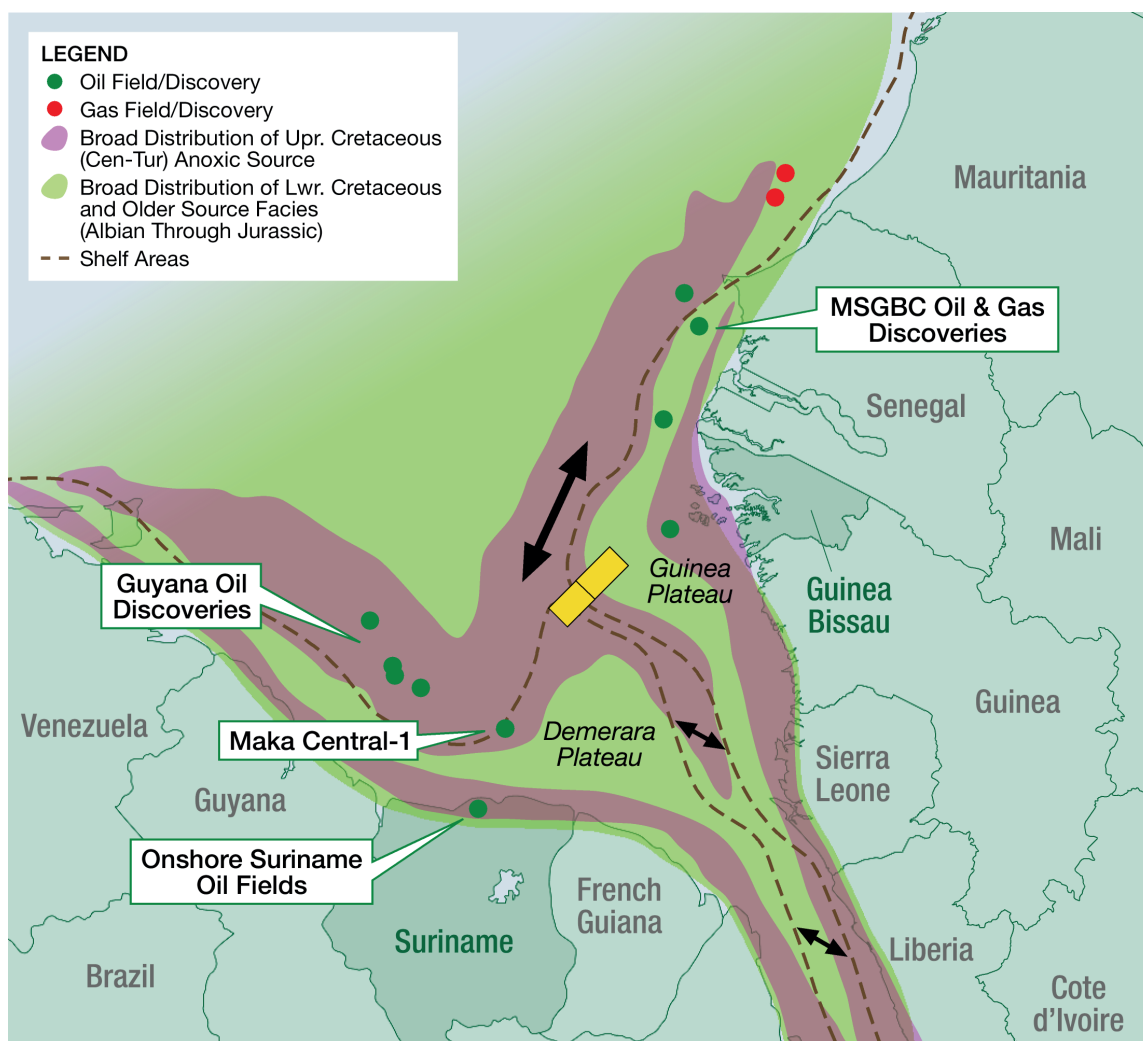 LEGEND
Oil Field/Discovery
Gas Field/Discovery
Broad Distribution of Upr. Cretaceous
(Cen-Tur) Anoxic Source
Broad Distribution of Lwr. Cretaceous
and Older Source Facies
(Albian Through Jurassic)
Shelf Areas
Mauritania
MSGBC Oil & Gas
Discoveries
Senegal
Mali
Guinea
Plateau
Guinea
Bissau
Guyana Oil
Discoveries
Guinea
Venezuela
Maka Central-1
Demerara
Plateau
Sierra
Leone
Guyana
Onshore Suriname
Oil Fields
French
Guiana
Suriname
Liberia
Brazil
Cote
d'Ivoire